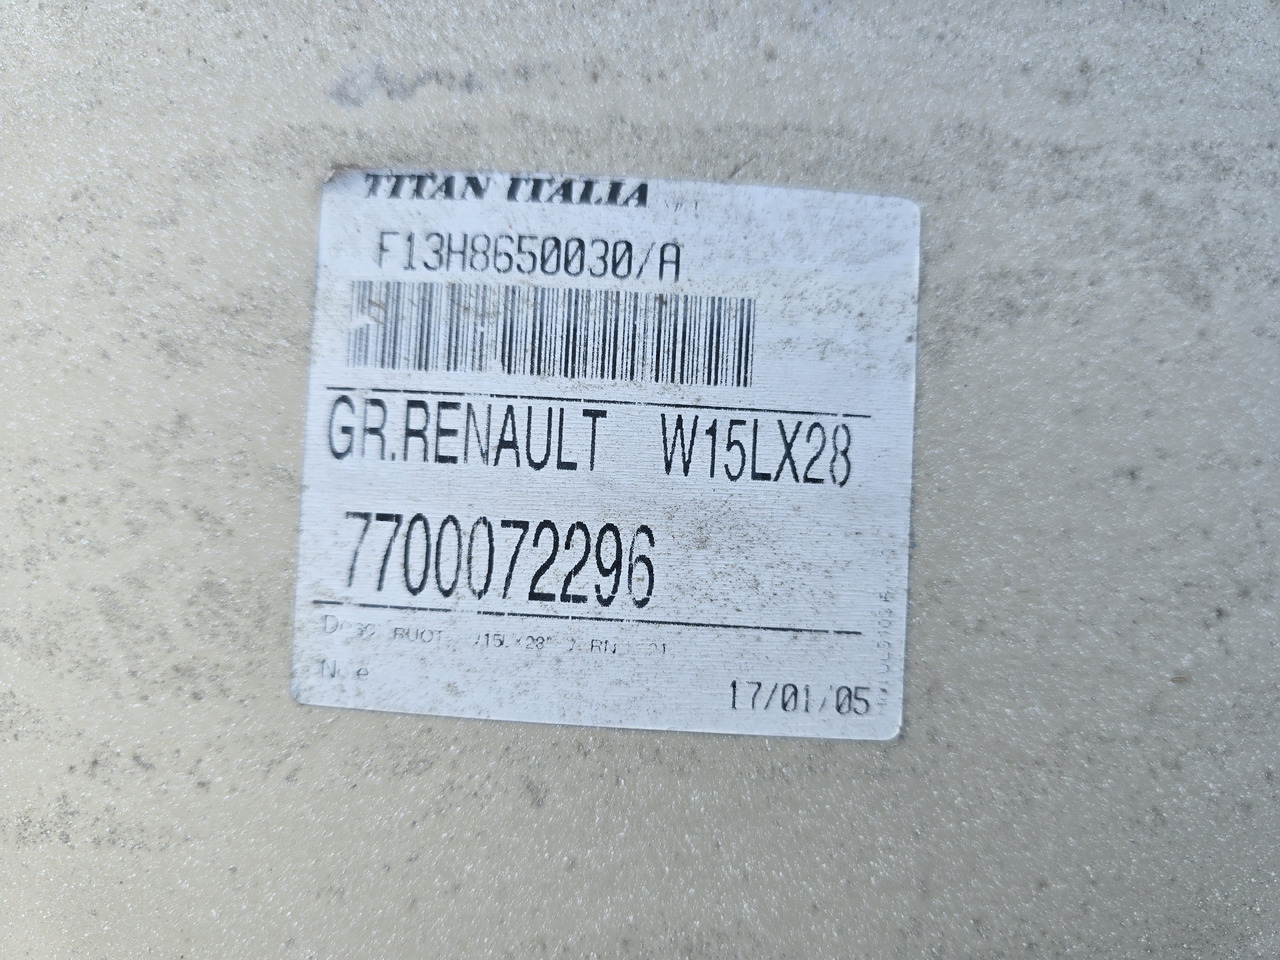 TITAN ITALIA
F13H8650030/A
GR.RENAULT W15LX28
7700072296
17/01/05